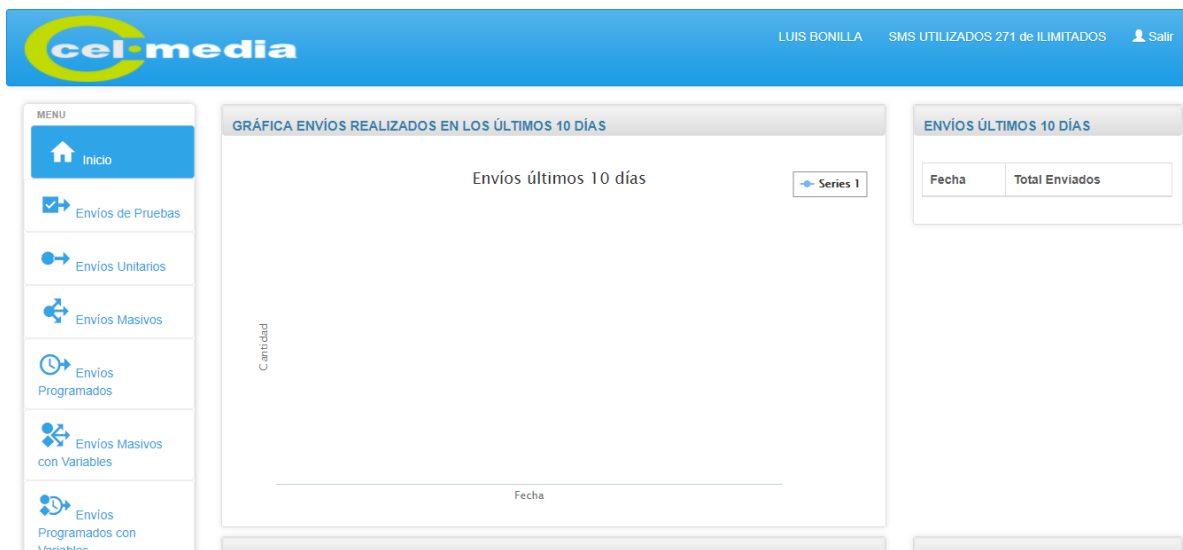 cel·media
LUIS BONILLA SMS UTILIZADOS 271 de ILIMITADOS Salir
MENU
Inicio
Envíos de Pruebas
Envíos Unitarios
Envíos Masivos
Envíos
Programados
Envíos Masivos
con Variables
Envíos
Programados con
Variables
GRÁFICA ENVÍOS REALIZADOS EN LOS ÚLTIMOS 10 DÍAS
Envíos últimos 10 días
Series 1
Cantidad
Fecha
ENVÍOS ÚLTIMOS 10 DÍAS
Fecha Total Enviados